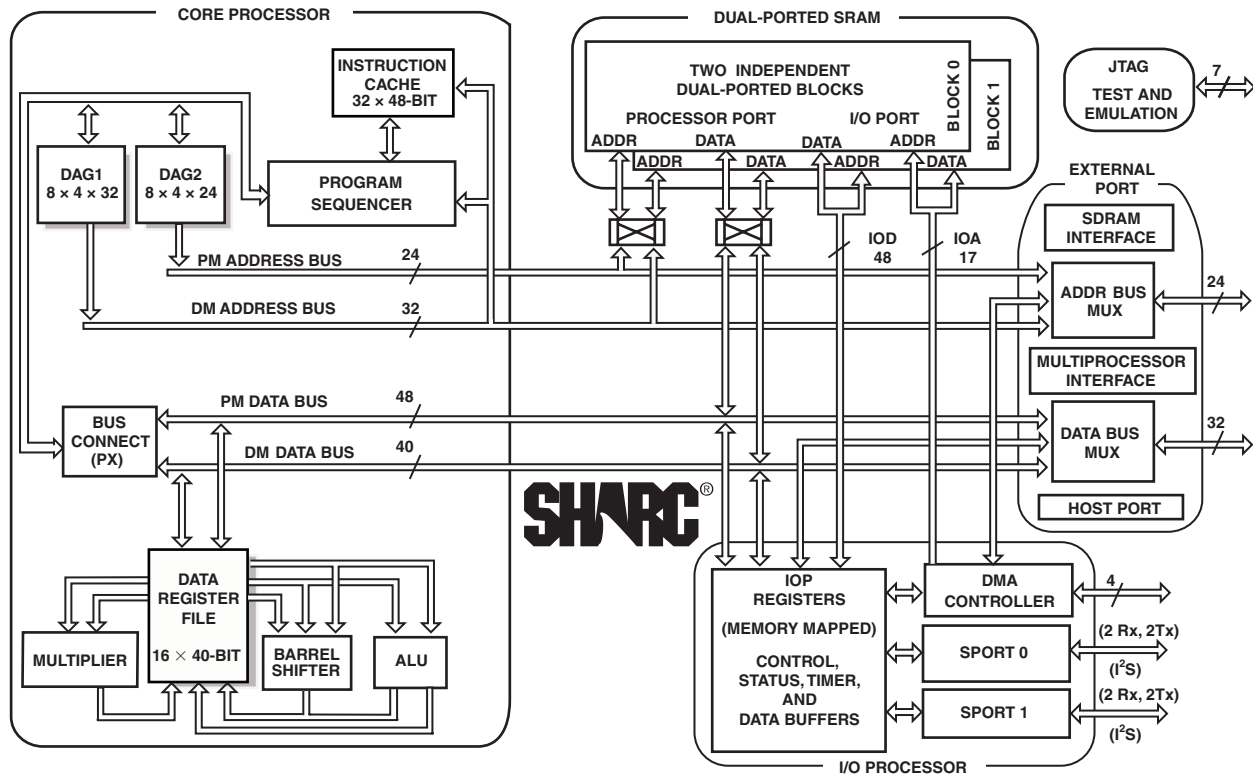 CORE PROCESSOR
INSTRUCTION
CACHE
32 × 48-BIT
DAG1
8 × 4 × 32
DAG2
8 × 4 × 24
PROGRAM
SEQUENCER
PM ADDRESS BUS
24
DM ADDRESS BUS
32
BUS
CONNECT
(PX)
PM DATA BUS
48
DM DATA BUS
40
DATA
REGISTER
FILE
16 × 40-BIT
MULTIPLIER
BARREL
SHIFTER
ALU
DUAL-PORTED SRAM
TWO INDEPENDENT
DUAL-PORTED BLOCKS
PROCESSOR PORT
I/O PORT
ADDR
DATA
DATA
ADDR
BLOCK 0
ADDR
DATA
ADDR
DATA
BLOCK 1
IOD
48
IOA
17
JTAG
TEST AND
EMULATION
7
EXTERNAL
PORT
SDRAM
INTERFACE
ADDR BUS
MUX
24
MULTIPROCESSOR
INTERFACE
DATA BUS
MUX
32
HOST PORT
SHARC®
IOP
REGISTERS
(MEMORY MAPPED)
CONTROL,
STATUS, TIMER,
AND
DATA BUFFERS
DMA
CONTROLLER
4
SPORT 0
(2 Rx, 2Tx)
(I²S)
SPORT 1
(2 Rx, 2Tx)
(I²S)
I/O PROCESSOR